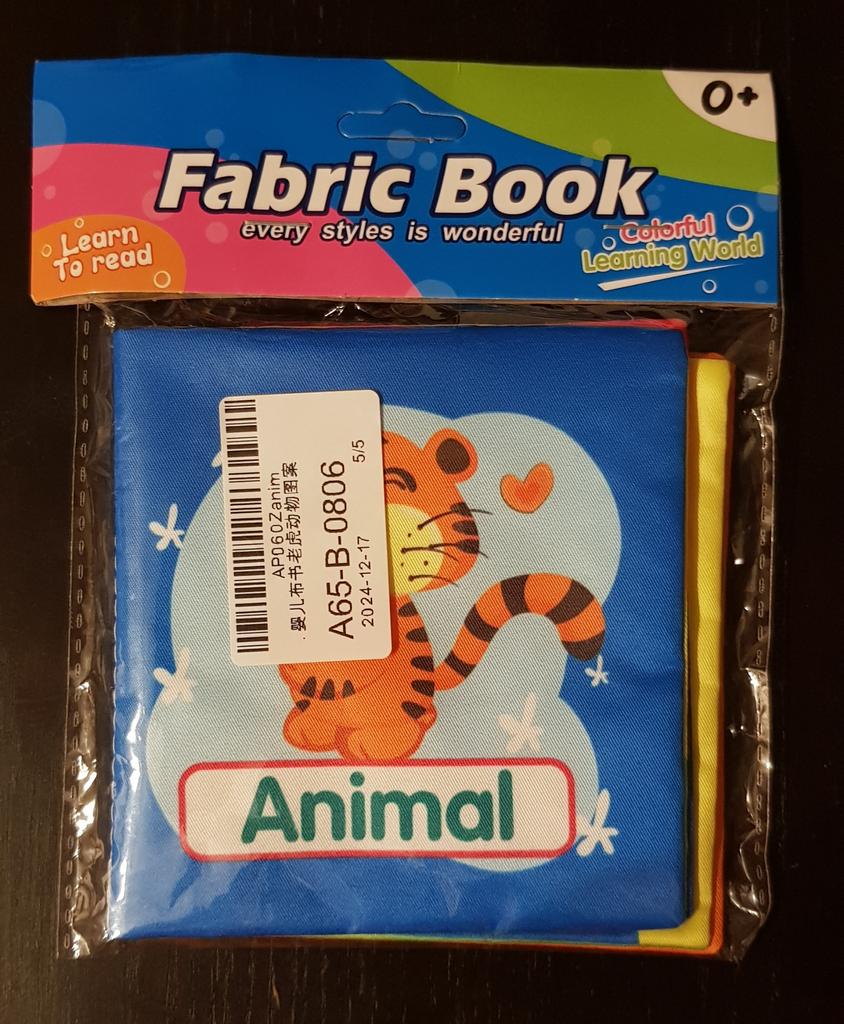 0+
Fabric Book
every styles is wonderful
Learn
To read
Colorful
Learning World
AP060Zanim
.婴儿布书老虎动物图案
A65-B-0806
2024-12-17
5/5
Animal